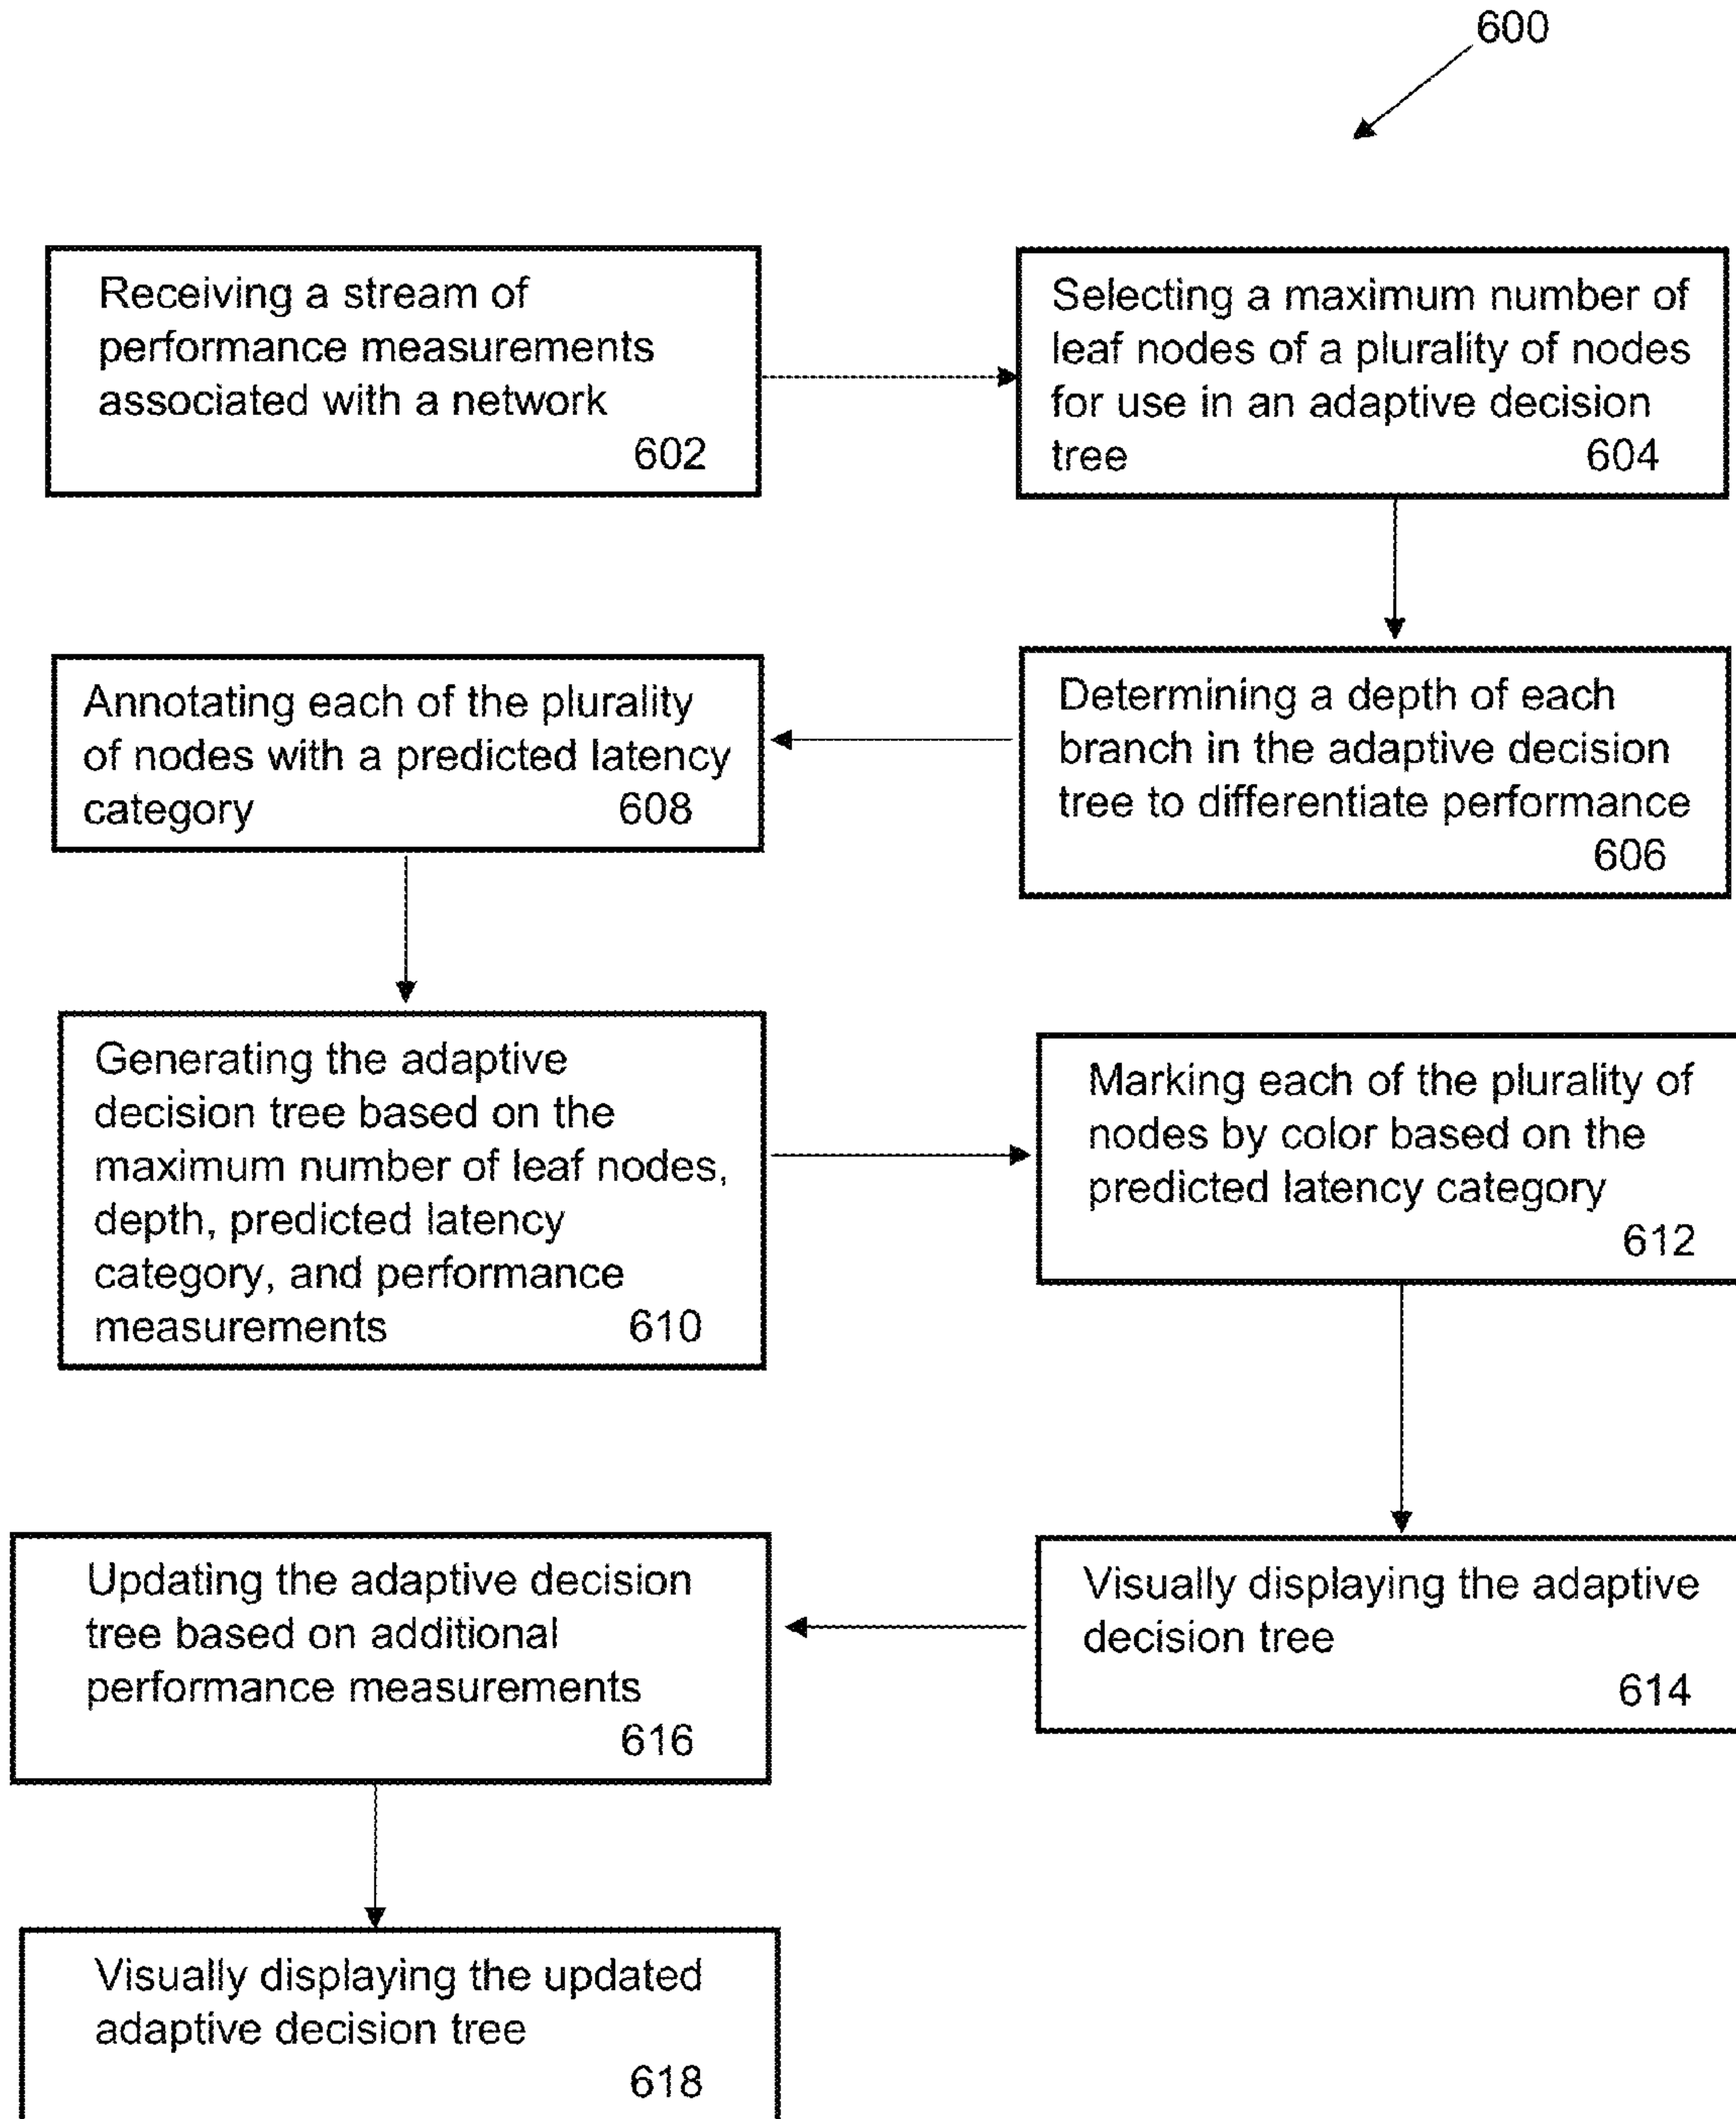 600
Receiving a stream of
performance measurements
associated with a network
602
Selecting a maximum number of
leaf nodes of a plurality of nodes
for use in an adaptive decision
tree 604
Determining a depth of each
branch in the adaptive decision
tree to differentiate performance
606
Annotating each of the plurality
of nodes with a predicted latency
category 608
Generating the adaptive
decision tree based on the
maximum number of leaf nodes,
depth, predicted latency
category, and performance
measurements 610
Marking each of the plurality of
nodes by color based on the
predicted latency category
612
Visually displaying the adaptive
decision tree
614
Updating the adaptive decision
tree based on additional
performance measurements
616
Visually displaying the updated
adaptive decision tree
618